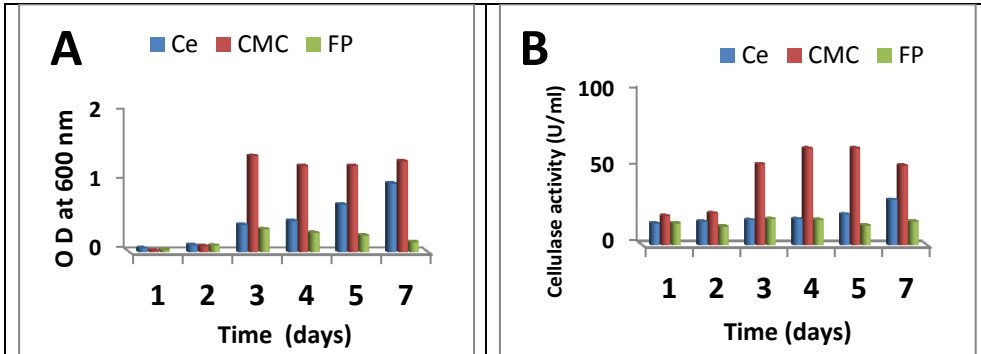 A
Ce CMC FP
O D at 600 nm
2
1
0
1 2 3 4 5 7
Time (days)
B
Ce CMC FP
Cellulase activity (U/ml)
100
50
0
1 2 3 4 5 7
Time (days)